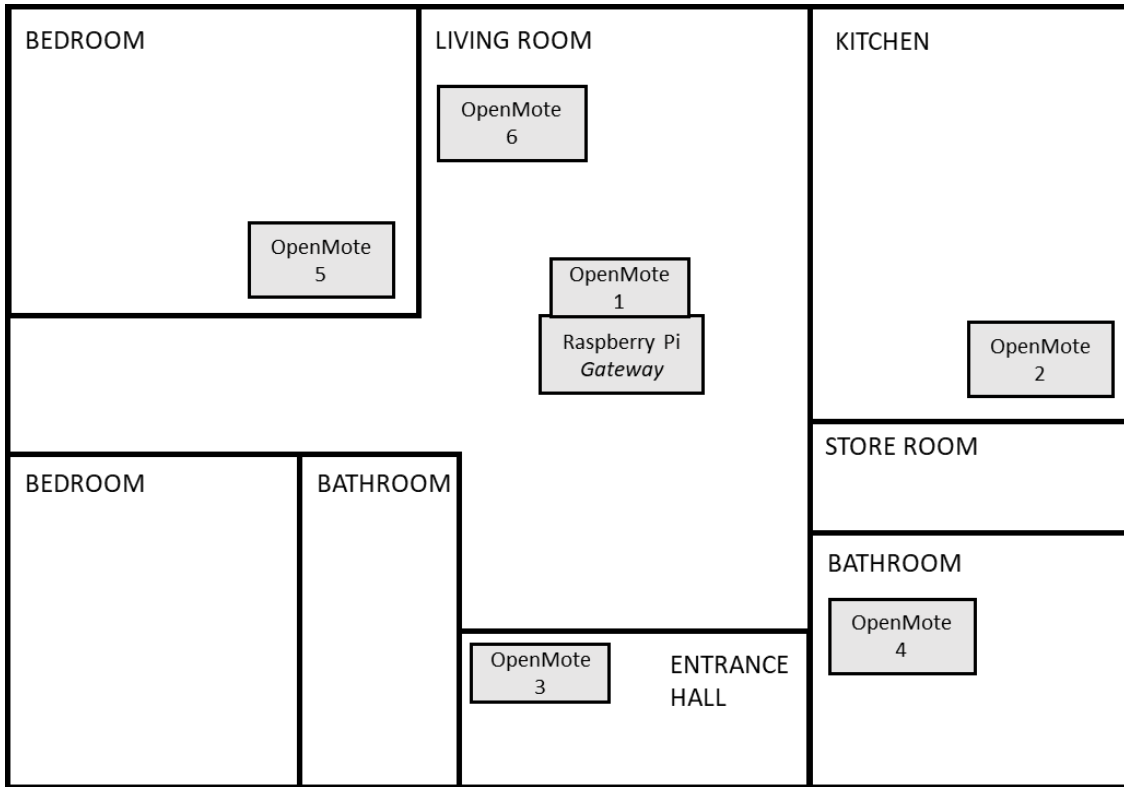 BEDROOM
LIVING ROOM
KITCHEN
OpenMote
6
OpenMote
5
OpenMote
1
Raspberry Pi
Gateway
OpenMote
2
STORE ROOM
BEDROOM
BATHROOM
BATHROOM
OpenMote
4
OpenMote
3
ENTRANCE
HALL